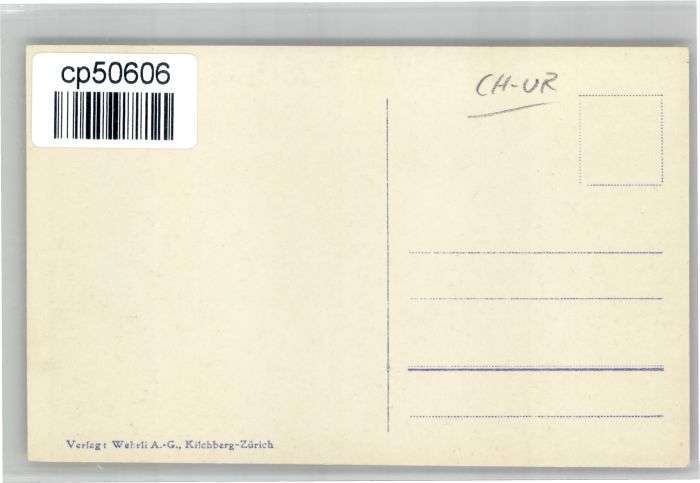 cp50606
CH-UR
Verlag: Wehrli A.-G., Kilchberg-Zürich